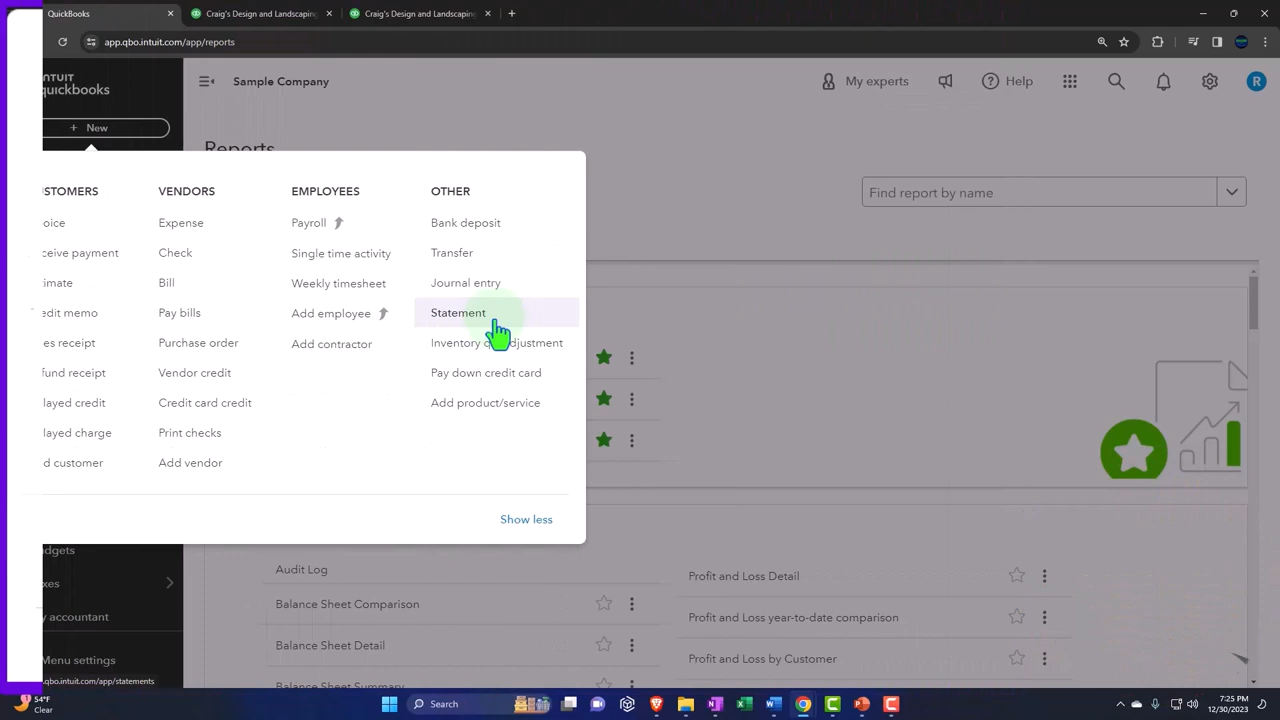 QuickBooks
Craig's Design and Landscaping
Craig's Design and Landscaping
app.qbo.intuit.com/app/reports
intuit
quickbooks
Sample Company
My experts
Help
R
+ New
Reports
Find report by name
STOMERS
VENDORS
EMPLOYEES
OTHER
oice
Expense
Payroll
Bank deposit
ceive payment
Check
Single time activity
Transfer
imate
Bill
Weekly timesheet
Journal entry
edit memo
Pay bills
Add employee
Statement
es receipt
Purchase order
Add contractor
Inventory q djustment
fund receipt
Vendor credit
Pay down credit card
layed credit
Credit card credit
Add product/service
layed charge
Print checks
d customer
Add vendor
Show less
dgets
xes
y accountant
Menu settings
.qbo.intuit.com/app/statements
Audit Log
Balance Sheet Comparison
Balance Sheet Detail
Balance Sheet Summary
Profit and Loss Detail
Profit and Loss year-to-date comparison
Profit and Loss by Customer
1
54°F
Clear
Search
7:25 PM
12/30/2023